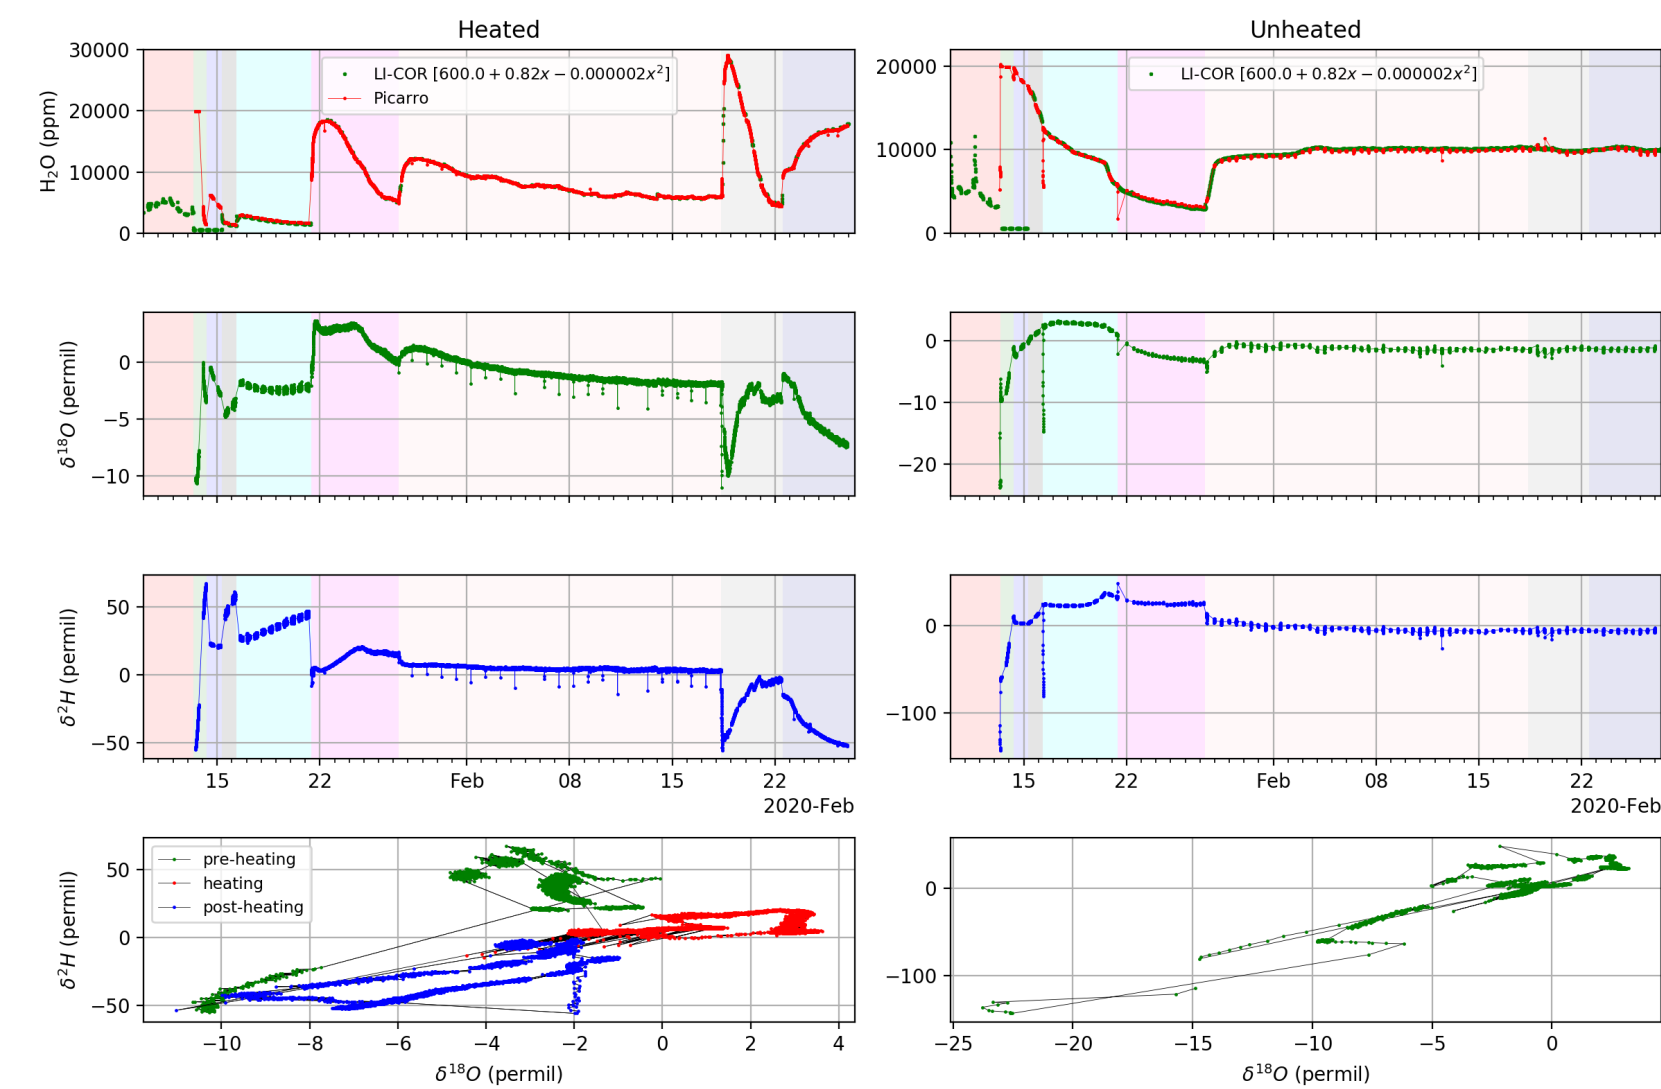 Heated
Unheated
H₂O (ppm)
30000
20000
10000
0
LI-COR [600.0 + 0.82x − 0.000002x²]
Picarro
20000
10000
0
LI-COR [600.0 + 0.82x − 0.000002x²]
δ¹⁸O (permil)
0
−5
−10
0
−10
−20
δ²H (permil)
50
0
−50
15 22 Feb 08 15 22
2020-Feb
0
−100
15 22 Feb 08 15 22
2020-Feb
δ²H (permil)
50
0
−50
pre-heating
heating
post-heating
−10 −8 −6 −4 −2 0 2 4
δ¹⁸O (permil)
0
−100
−25 −20 −15 −10 −5 0
δ¹⁸O (permil)